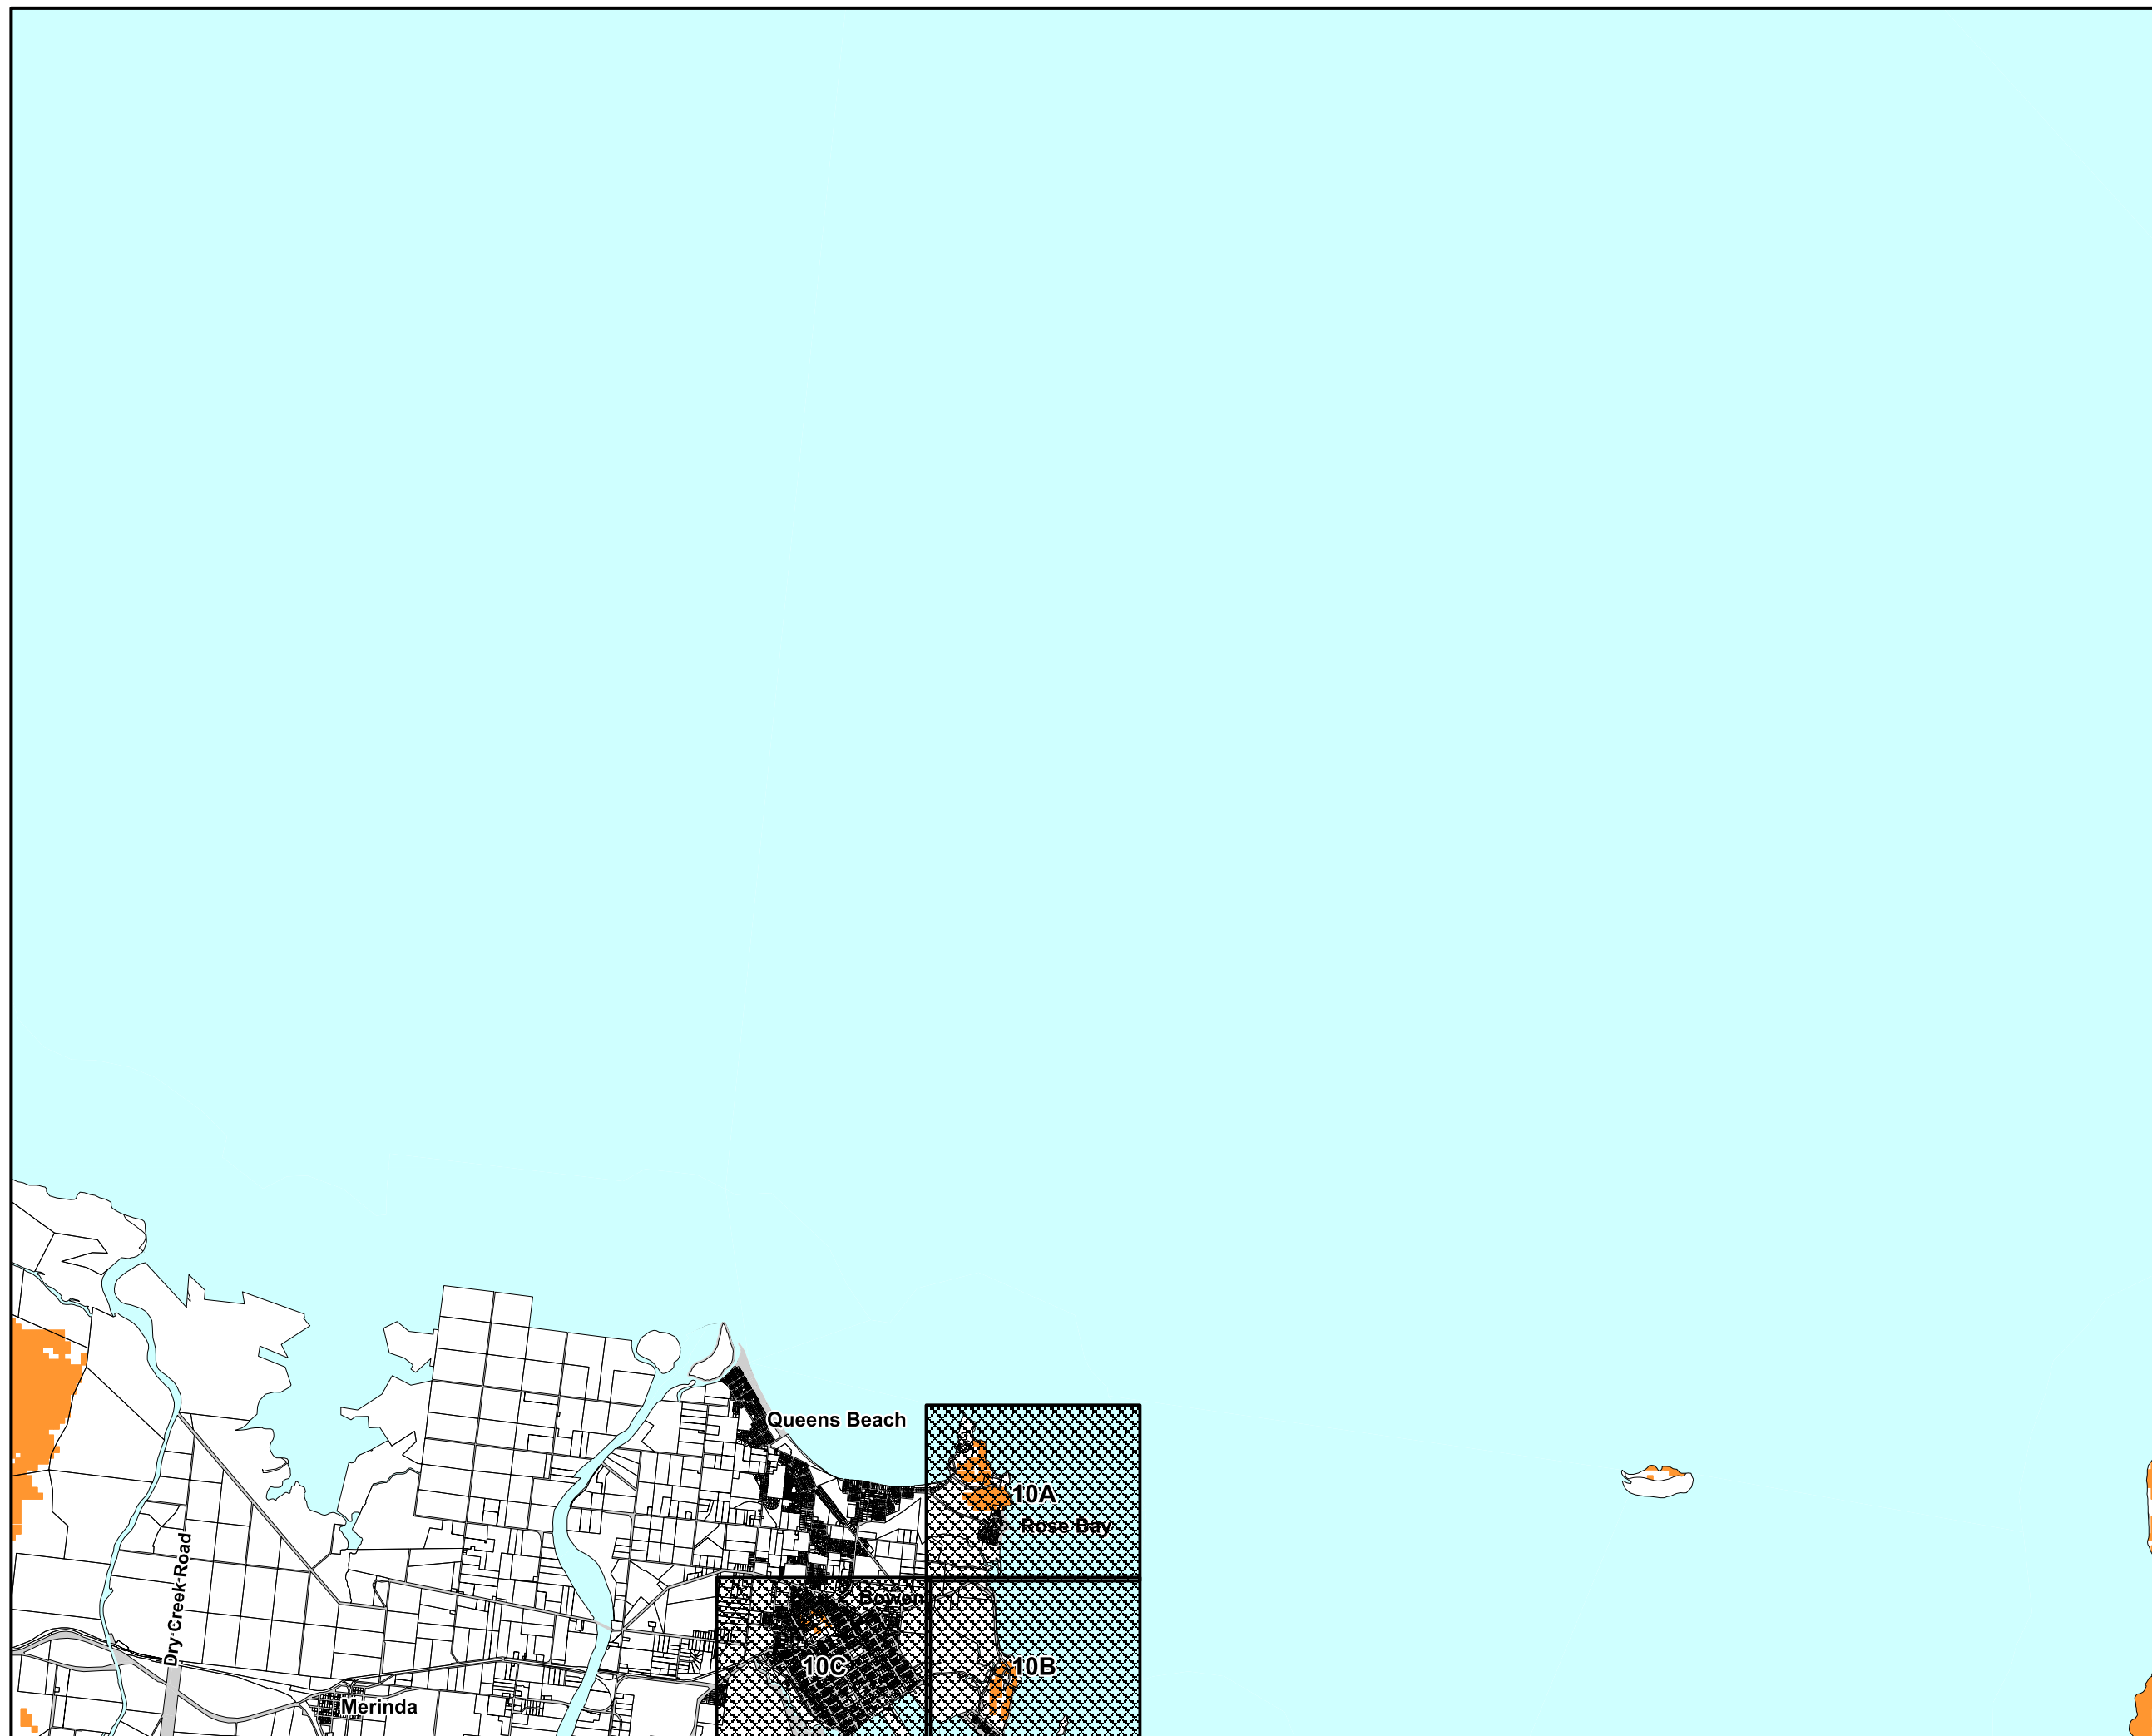 Queens Beach
10A
Rose Bay
Dry Creek Road
Bowen
10C
10B
Merinda